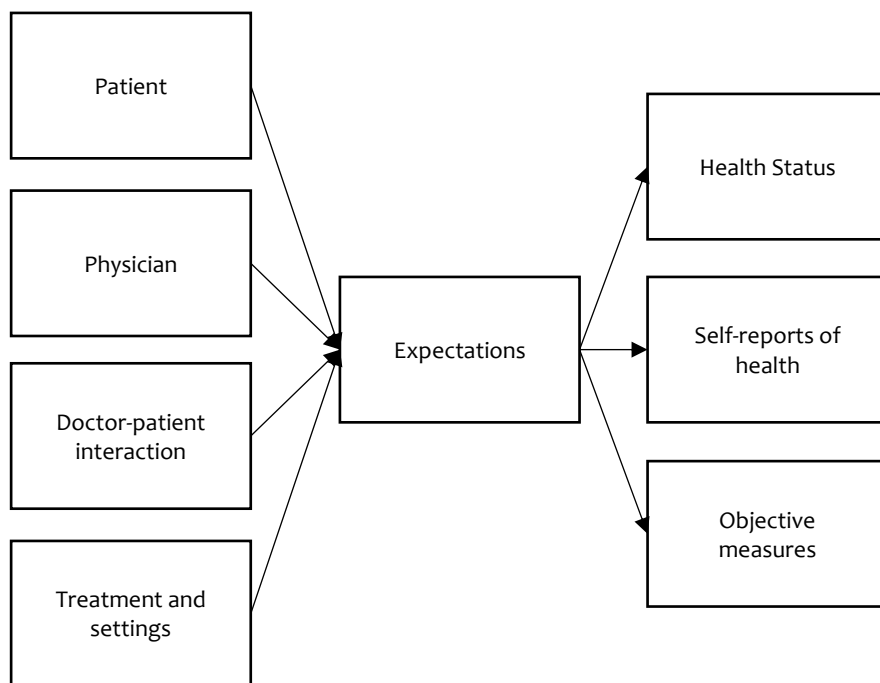 Patient
Physician
Doctor-patient
interaction
Treatment and
settings
Expectations
Health Status
Self-reports of
health
Objective
measures